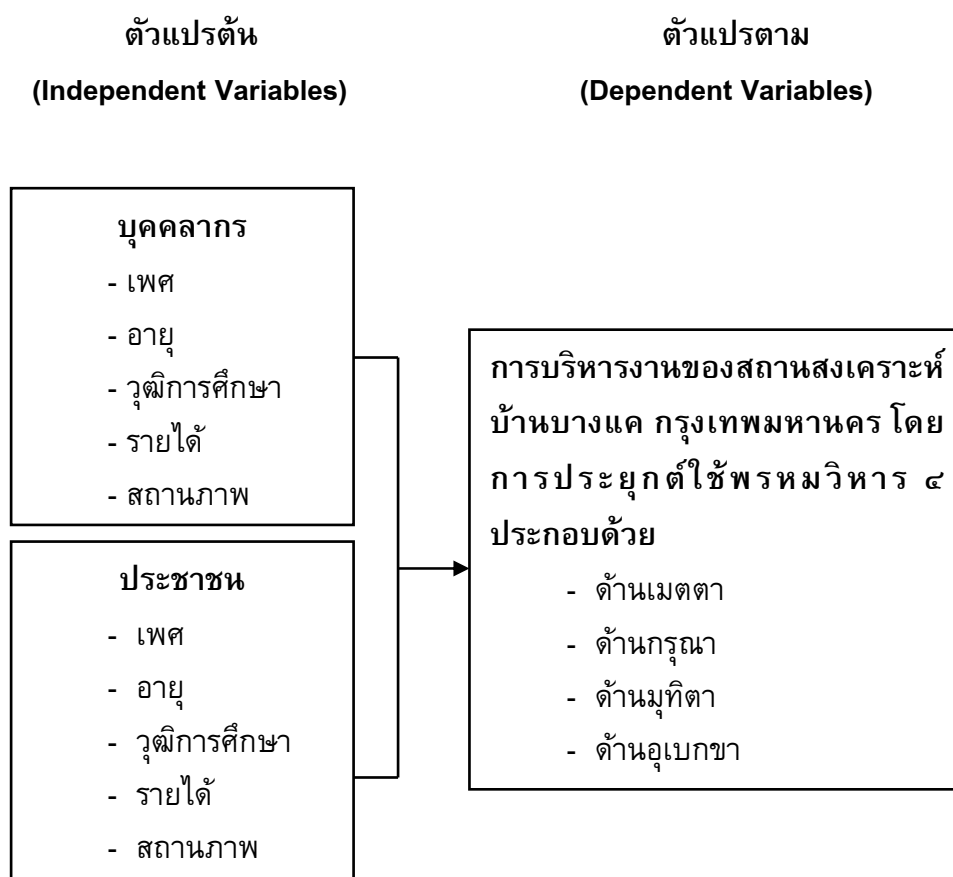 ตัวแปรต้น
(Independent Variables)
ตัวแปรตาม
(Dependent Variables)
บุคคลากร
- เพศ
- อายุ
- วุฒิการศึกษา
- รายได้
- สถานภาพ
ประชาชน
- เพศ
- อายุ
- วุฒิการศึกษา
- รายได้
- สถานภาพ
การบริหารงานของสถานสงเคราะห์
บ้านบางแค กรุงเทพมหานคร โดย
การประยุกต์ใช้พรหมวิหาร ๔
ประกอบด้วย
- ด้านเมตตา
- ด้านกรุณา
- ด้านมุทิตา
- ด้านอุเบกขา